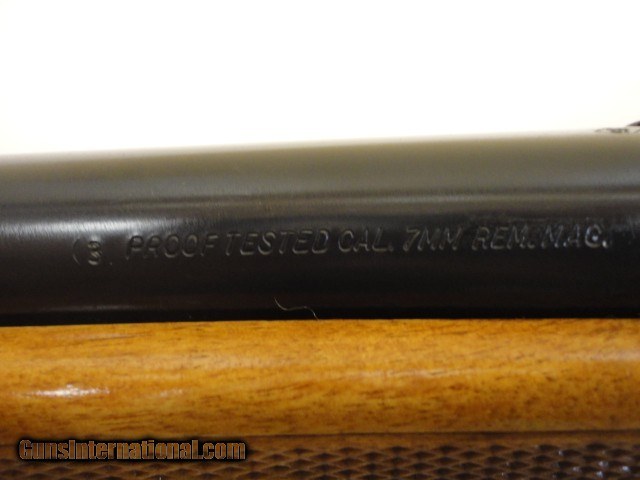 (3. PROOF TESTED CAL. 7MM REM. MAG.
GunsInternational.com